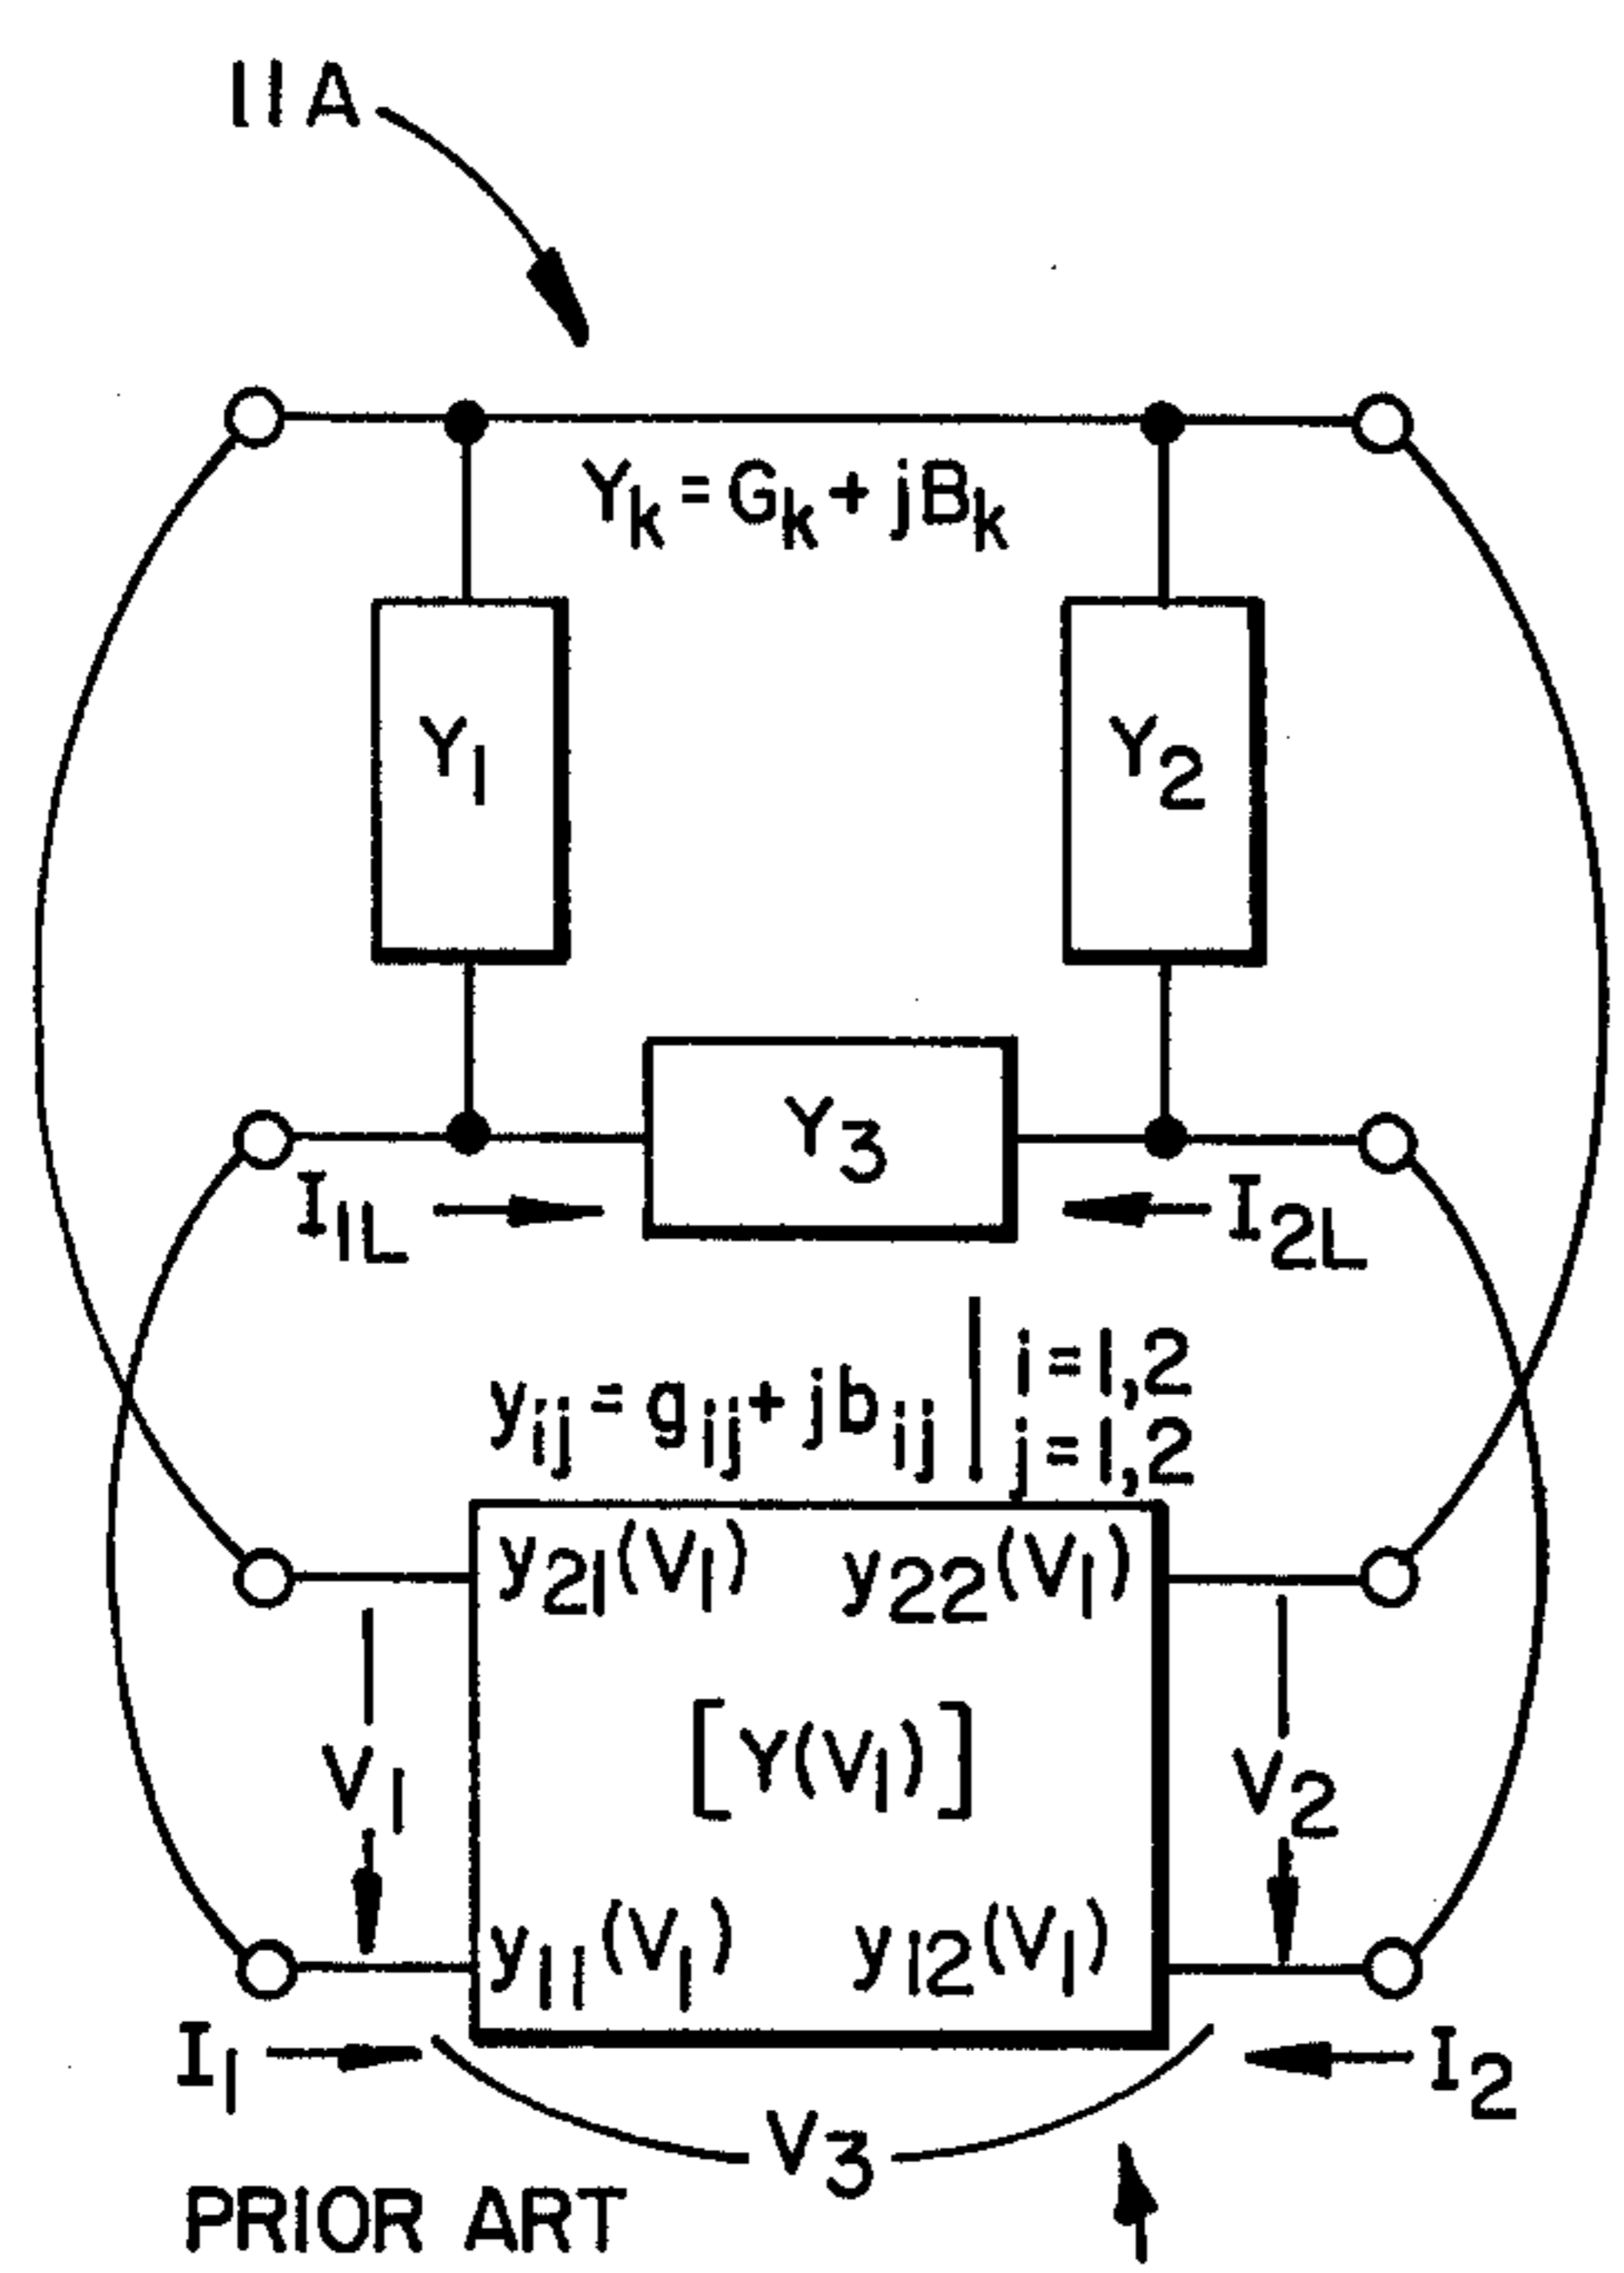 11A
Yk = Gk + jBk
Y1
Y2
Y3
I1L
I2L
yij = gij + jbij | i = 1,2
j = 1,2
y21(V1) y22(V1)
V1
[Y(V1)]
V2
y11(V1) y12(V1)
I1
I2
V3
PRIOR ART